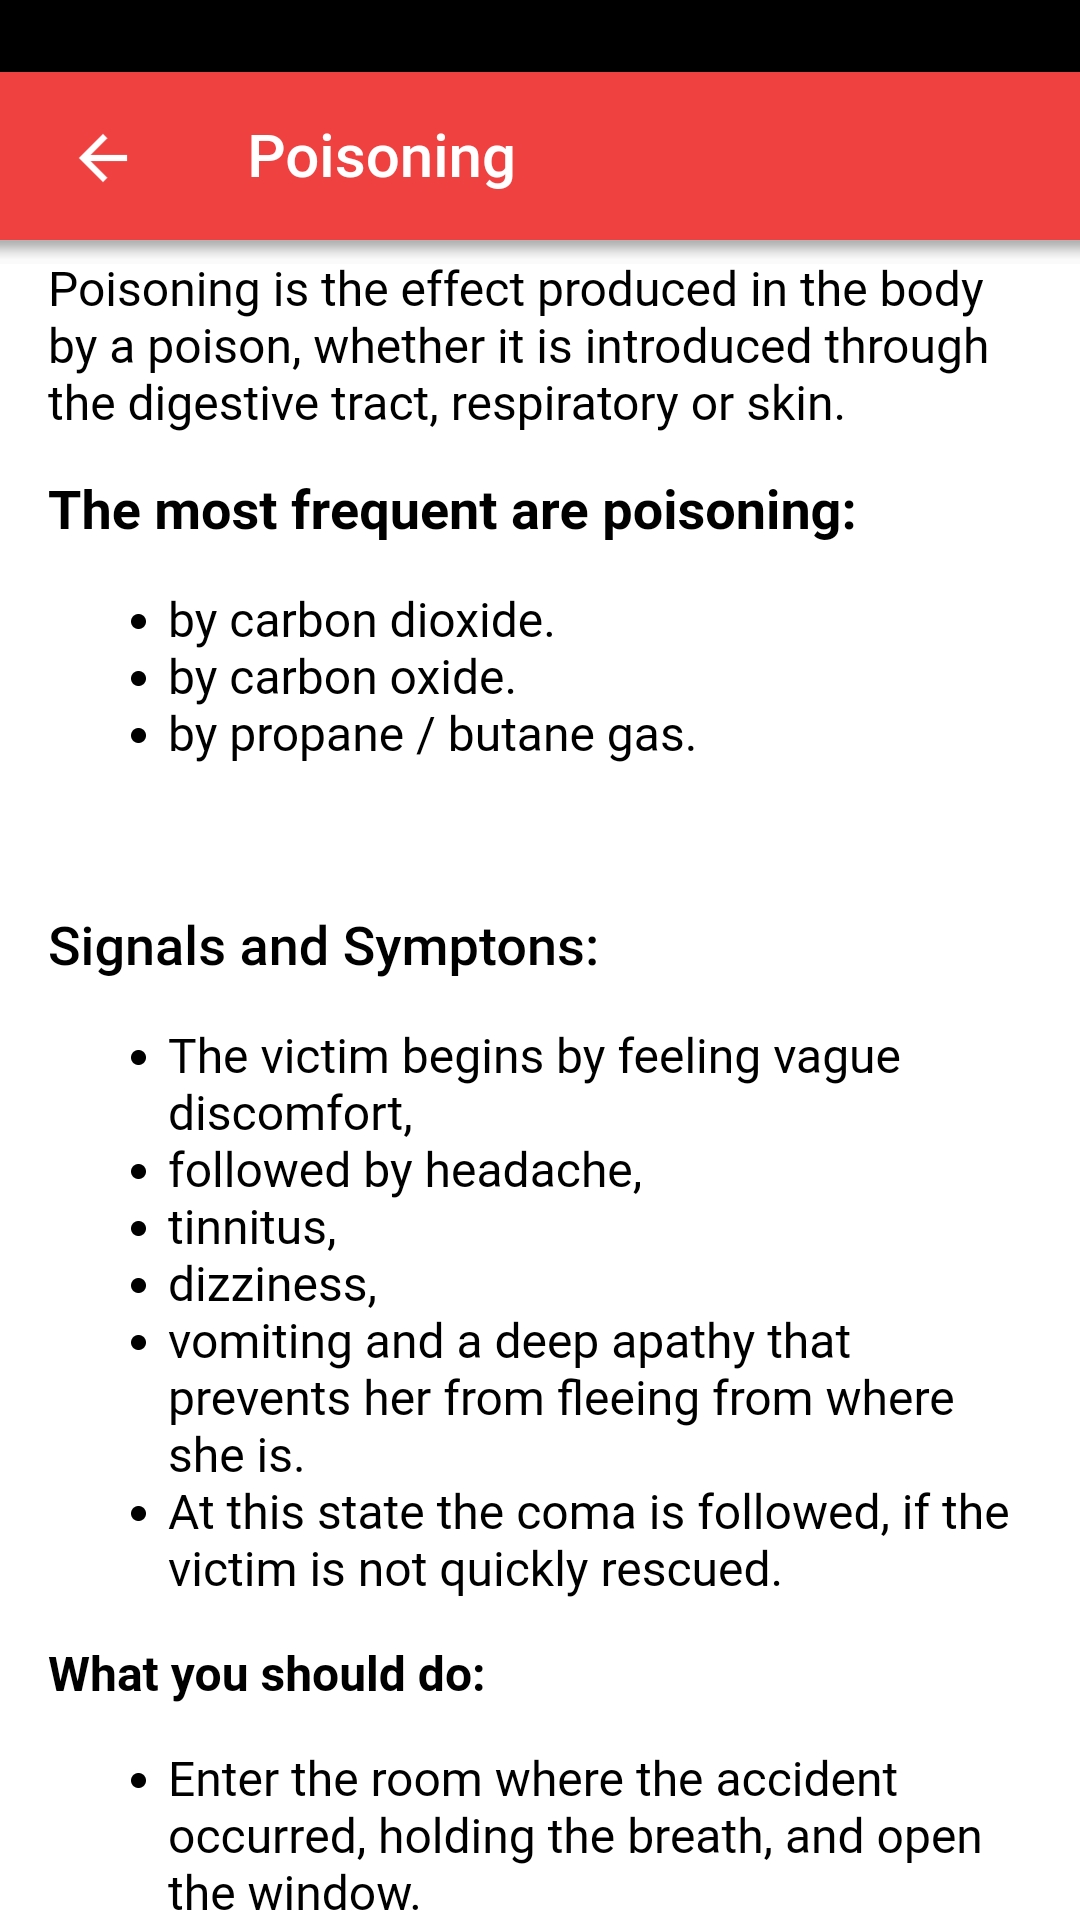 Poisoning
Poisoning is the effect produced in the body
by a poison, whether it is introduced through
the digestive tract, respiratory or skin.
The most frequent are poisoning:
• by carbon dioxide.
• by carbon oxide.
• by propane / butane gas.
Signals and Symptons:
• The victim begins by feeling vague
discomfort,
• followed by headache,
• tinnitus,
• dizziness,
• vomiting and a deep apathy that
prevents her from fleeing from where
she is.
• At this state the coma is followed, if the
victim is not quickly rescued.
What you should do:
• Enter the room where the accident
occurred, holding the breath, and open
the window.